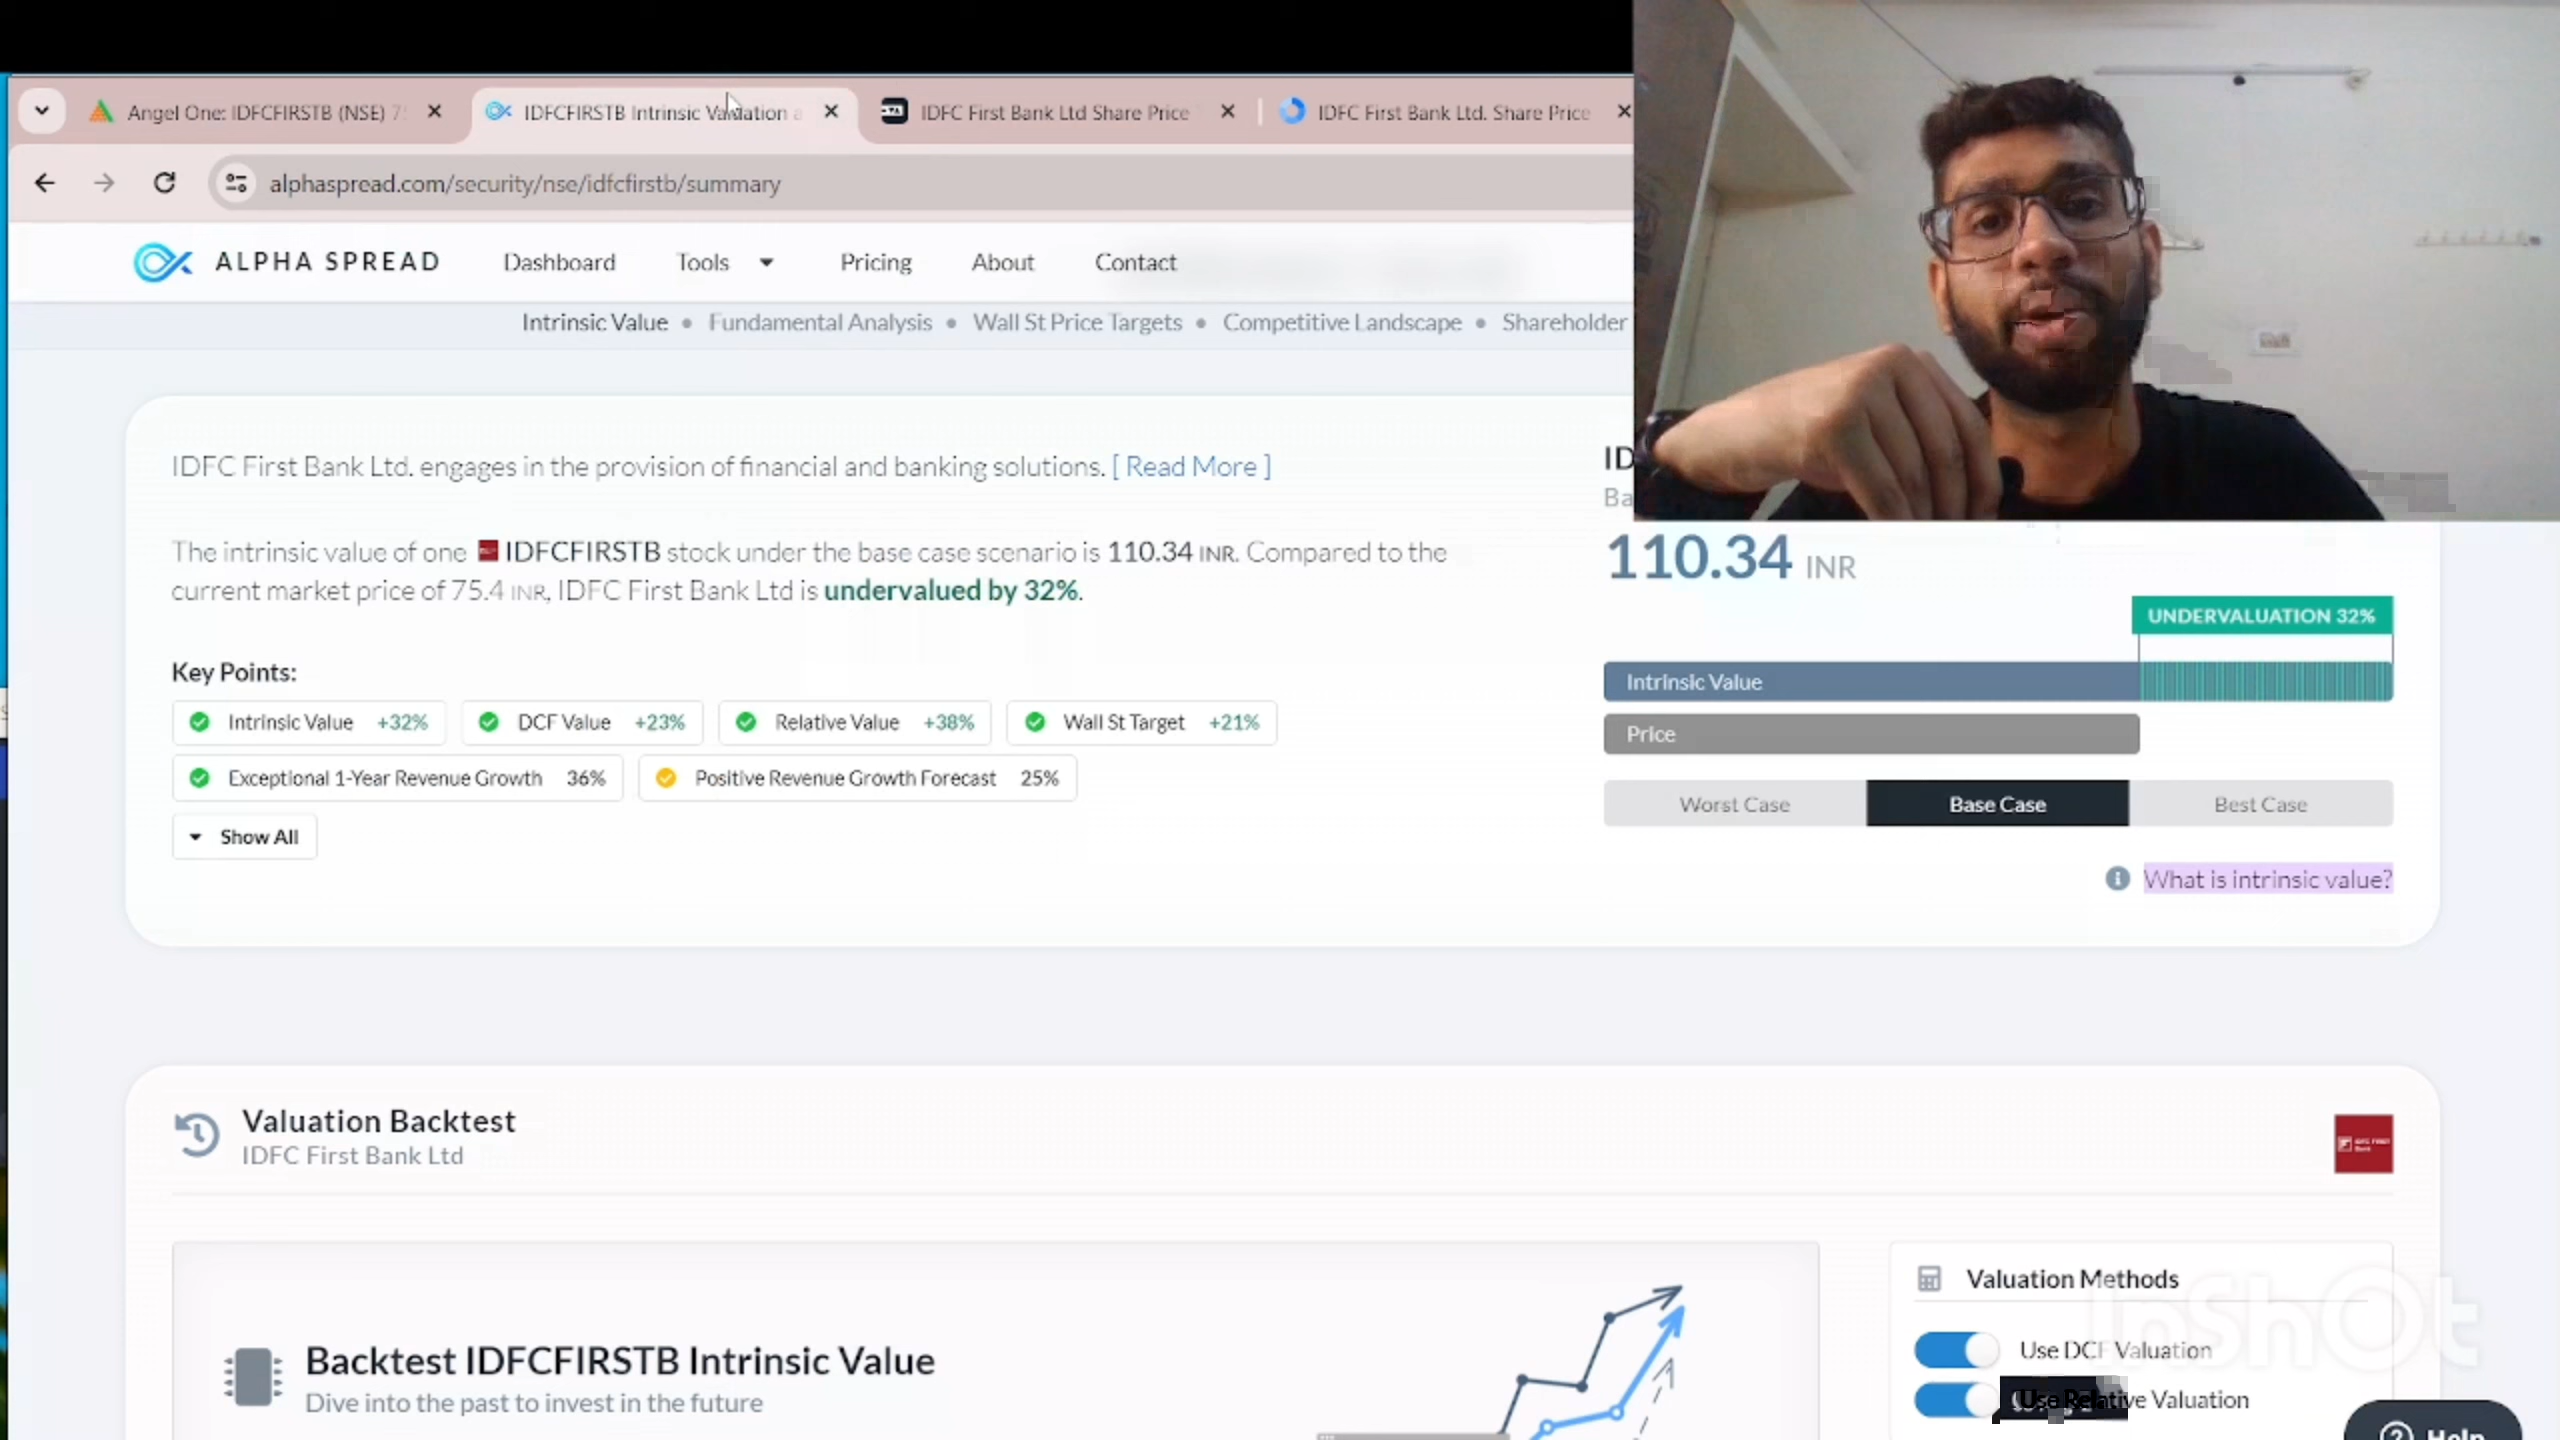 Angel One: IDFCFIRSTB (NSE) 7
IDFCFIRSTB Intrinsic Valuation a
IDFC First Bank Ltd Share Price
IDFC First Bank Ltd. Share Price
alphaspread.com/security/nse/idfcfirstb/summary
ALPHA SPREAD
Dashboard
Tools
Pricing
About
Contact
Intrinsic Value • Fundamental Analysis • Wall St Price Targets • Competitive Landscape • Shareholder
IDFC First Bank Ltd. engages in the provision of financial and banking solutions. [ Read More ]
The intrinsic value of one IDFCFIRSTB stock under the base case scenario is 110.34 INR. Compared to the
current market price of 75.4 INR, IDFC First Bank Ltd is undervalued by 32%.
Key Points:
Intrinsic Value +32%
DCF Value +23%
Relative Value +38%
Wall St Target +21%
Exceptional 1-Year Revenue Growth 36%
Positive Revenue Growth Forecast 25%
Show All
ID
Ba
110.34 INR
UNDERVALUATION 32%
Intrinsic Value
Price
Worst Case
Base Case
Best Case
What is intrinsic value?
Valuation Backtest
IDFC First Bank Ltd
IDFC FIRST
Bank
Backtest IDFCFIRSTB Intrinsic Value
Dive into the past to invest in the future
Valuation Methods
Use DCF Valuation
Use Relative Valuation
InShOt
Help